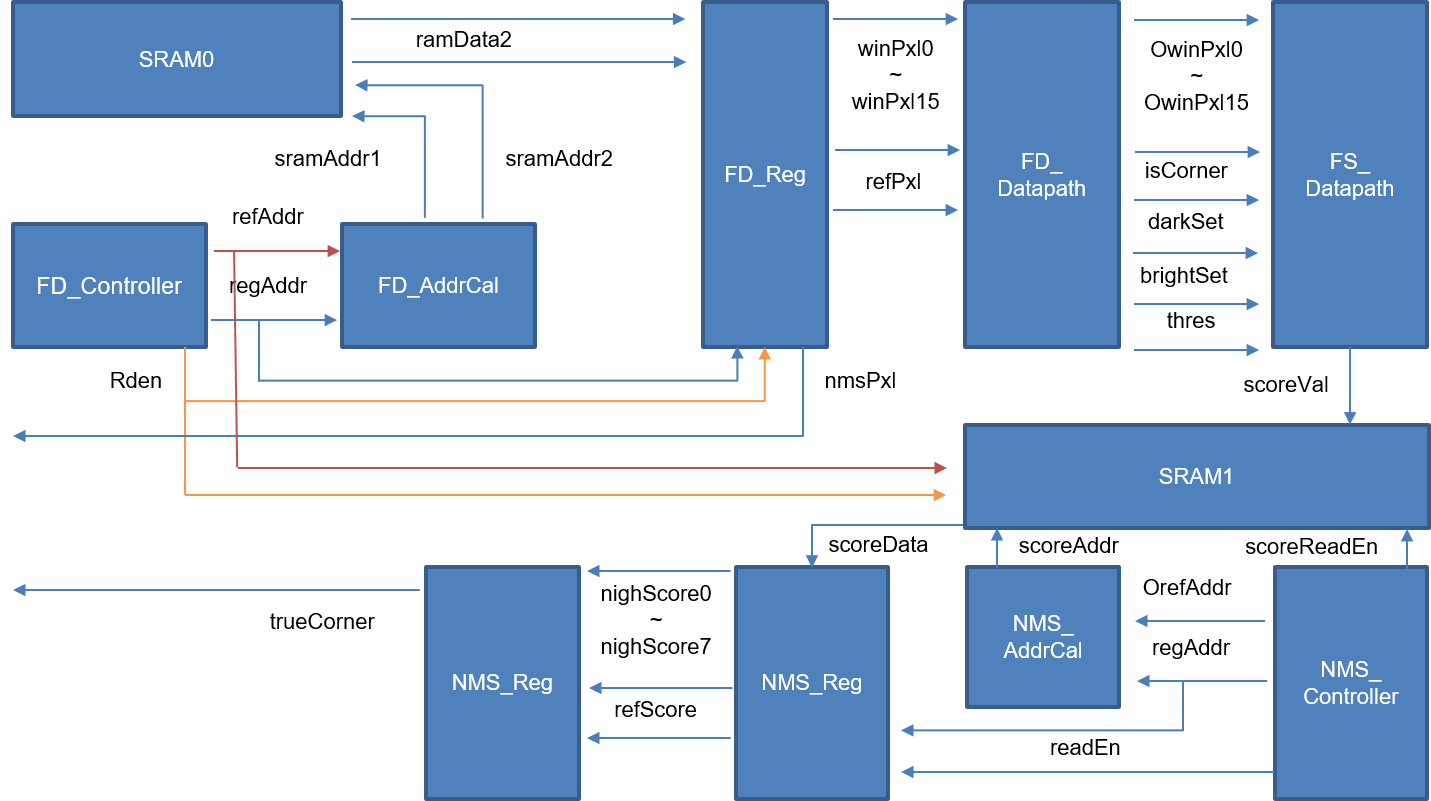 SRAM0
ramData2
sramAddr1
sramAddr2
FD_Reg
winPxl0
~
winPxl15
refPxl
FD_
Datapath
OwinPxl0
~
OwinPxl15
isCorner
darkSet
brightSet
thres
FS_
Datapath
FD_Controller
refAddr
regAddr
FD_AddrCal
Rden
nmsPxl
scoreVal
SRAM1
scoreData
scoreAddr
scoreReadEn
trueCorner
NMS_Reg
nighScore0
~
nighScore7
refScore
NMS_Reg
NMS_
AddrCal
OrefAddr
regAddr
readEn
NMS_
Controller